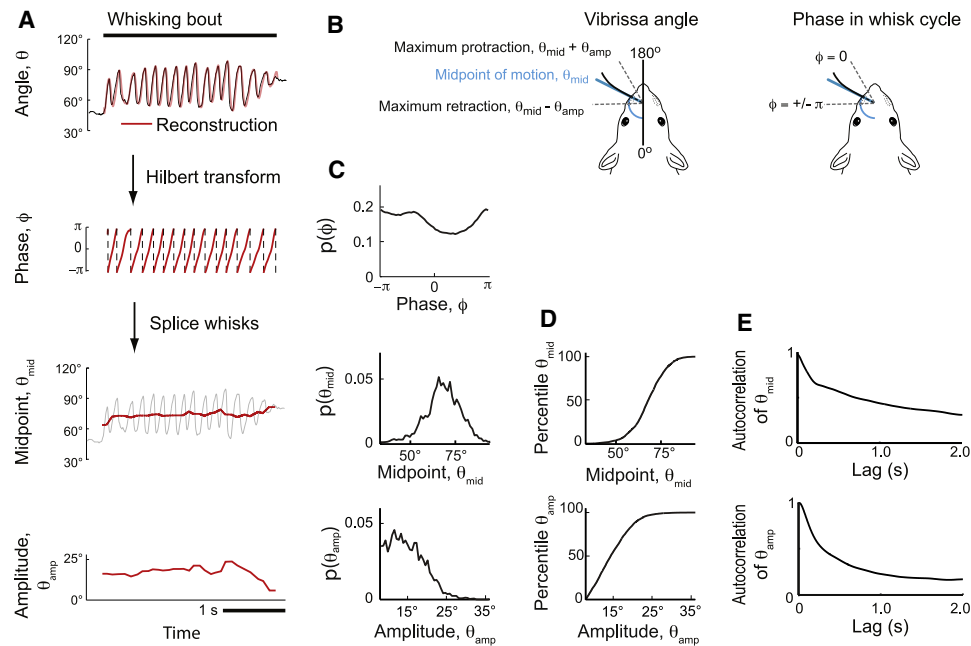 A
Whisking bout
Angle, θ
120°
90°
60°
30°
Reconstruction
Hilbert transform
Phase, ϕ
π
0
−π
Splice whisks
Midpoint, θmid
120°
90°
60°
30°
Amplitude, θamp
25°
0°
1 s
Time
B
Vibrissa angle
Maximum protraction, θmid + θamp
Midpoint of motion, θmid
Maximum retraction, θmid - θamp
180°
0°
Phase in whisk cycle
ϕ = 0
ϕ = +/- π
C
p(ϕ)
0.2
0.1
0
−π
0
π
Phase, ϕ
p(θmid)
0.05
0
50°
75°
Midpoint, θmid
p(θamp)
0.05
0
15°
25°
35°
Amplitude, θamp
D
Percentile θmid
100
50
0
50°
75°
Midpoint, θmid
Percentile θamp
100
50
0
15°
25°
35°
Amplitude, θamp
E
Autocorrelation
of θmid
1
0
0
1.0
2.0
Lag (s)
Autocorrelation
of θamp
1
0
0
1.0
2.0
Lag (s)